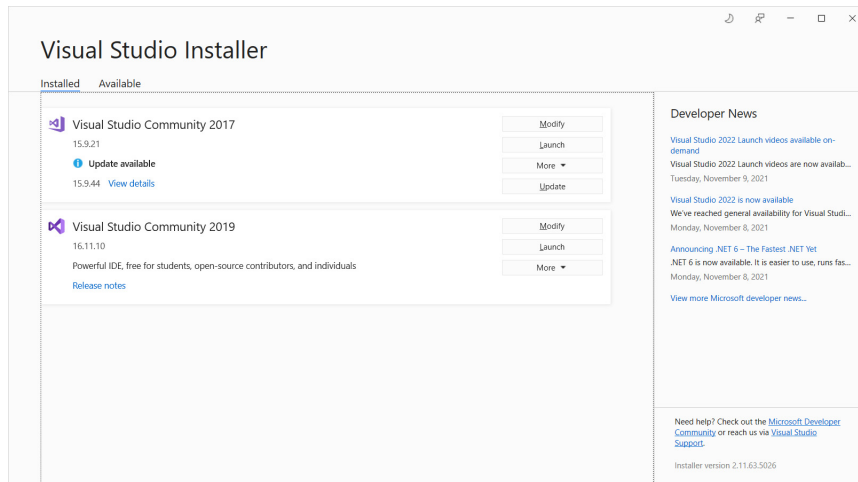 Visual Studio Installer
Installed Available
Visual Studio Community 2017
15.9.21
Update available
15.9.44 View details
Modify
Launch
More
Update
Visual Studio Community 2019
16.11.10
Powerful IDE, free for students, open-source contributors, and individuals
Release notes
Modify
Launch
More
Developer News
Visual Studio 2022 Launch videos available on-
demand
Visual Studio 2022 Launch videos are now availab...
Tuesday, November 9, 2021
Visual Studio 2022 is now available
We've reached general availability for Visual Studi...
Monday, November 8, 2021
Announcing .NET 6 – The Fastest .NET Yet
.NET 6 is now available. It is easier to use, runs fas...
Monday, November 8, 2021
View more Microsoft developer news...
Need help? Check out the Microsoft Developer
Community or reach us via Visual Studio
Support.
Installer version 2.11.63.5026